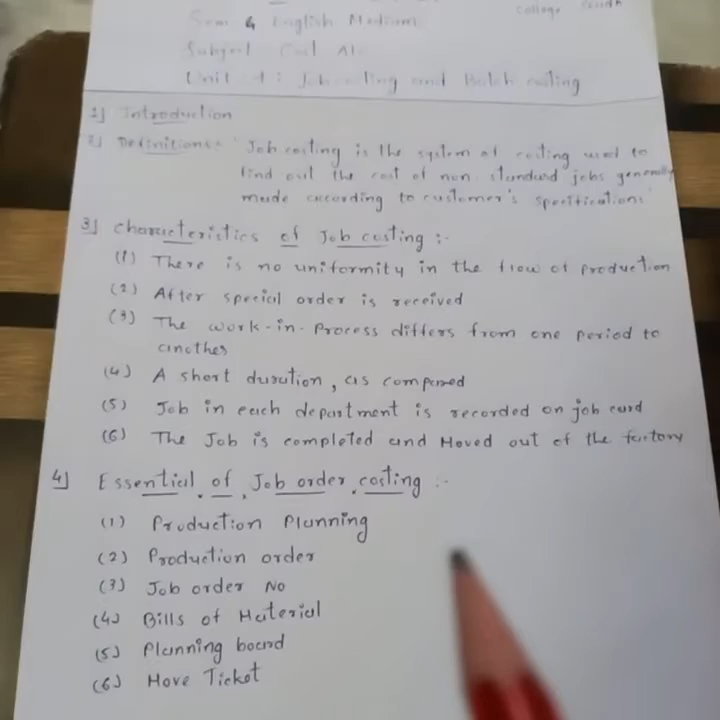 College
Sem 4 English Medium
Subject Cost A/c
Unit-1: Job costing and Batch costing
1] Introduction
2] Definitions:- "Job costing is the system of costing used to
find out the cost of non standard jobs generally
made according to customer's specifications"
3] Characteristics of Job costing :-
(1) There is no uniformity in the flow of production
(2) After special order is received
(3) The work-in-process differs from one period to
another
(4) A short duration, as compared
(5) Job in each department is recorded on job card
(6) The Job is completed and Moved out of the factory
4] Essential of Job order costing :-
(1) Production Planning
(2) Production order
(3) Job order No
(4) Bills of Material
(5) Planning board
(6) Move Ticket